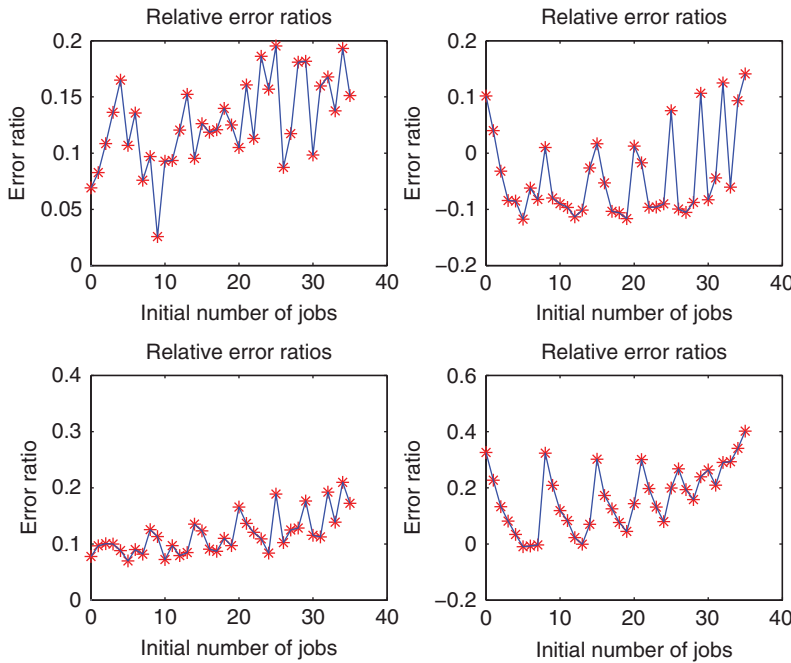 Relative error ratios
0.2
0.15
0.1
0.05
0
Error ratio
0 10 20 30 40
Initial number of jobs
Relative error ratios
0.2
0.1
0
−0.1
−0.2
Error ratio
0 10 20 30 40
Initial number of jobs
Relative error ratios
0.4
0.3
0.2
0.1
0
Error ratio
0 10 20 30 40
Initial number of jobs
Relative error ratios
0.6
0.4
0.2
0
−0.2
Error ratio
0 10 20 30 40
Initial number of jobs